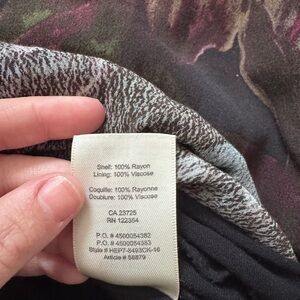 Shell: 100% Rayon
Lining: 100% Viscose
Coquille: 100% Rayonne
Doublure: 100% Viscose
CA 23725
RN 122354
P.O. # 4500054382
P.O. # 4500054383
Style # HEP7-8493CK-16
Article # 56879